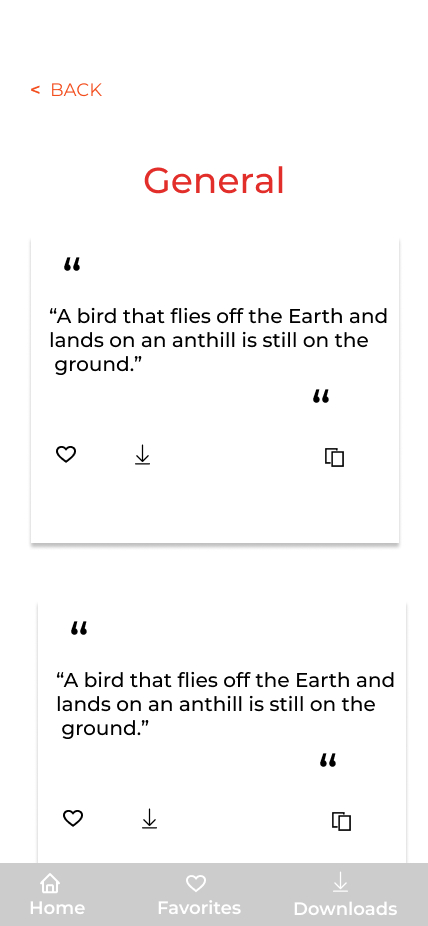 < BACK
General
“
“A bird that flies off the Earth and
lands on an anthill is still on the
ground.”
“
“
“A bird that flies off the Earth and
lands on an anthill is still on the
ground.”
“
Home Favorites Downloads